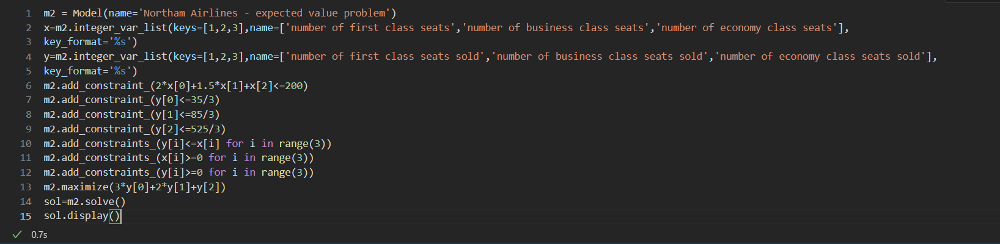 1 m2 = Model(name='Northam Airlines - expected value problem')
2 x=m2.integer_var_list(keys=[1,2,3],name=['number of first class seats','number of business class seats','number of economy class seats'],
3 key_format='%s')
4 y=m2.integer_var_list(keys=[1,2,3],name=['number of first class seats sold','number of business class seats sold','number of economy class seats sold'],
5 key_format='%s')
6 m2.add_constraint_(2*x[0]+1.5*x[1]+x[2]<=200)
7 m2.add_constraint_(y[0]<=35/3)
8 m2.add_constraint_(y[1]<=85/3)
9 m2.add_constraint_(y[2]<=525/3)
10 m2.add_constraints_(y[i]<=x[i] for i in range(3))
11 m2.add_constraints_(x[i]>=0 for i in range(3))
12 m2.add_constraints_(y[i]>=0 for i in range(3))
13 m2.maximize(3*y[0]+2*y[1]+y[2])
14 sol=m2.solve()
15 sol.display()
0.7s